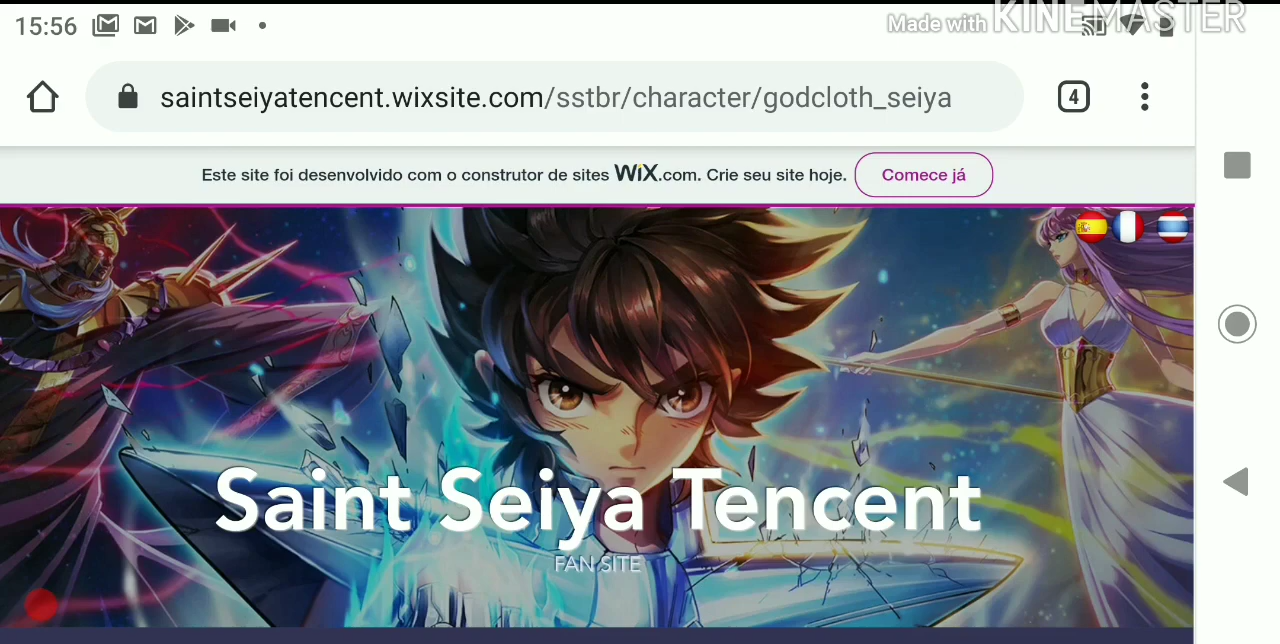 15:56
Made with KINEMASTER
saintseiyatencent.wixsite.com/sstbr/character/godcloth_seiya
4
Este site foi desenvolvido com o construtor de sites WiX.com. Crie seu site hoje.
Comece já
Saint Seiya Tencent
FAN SITE